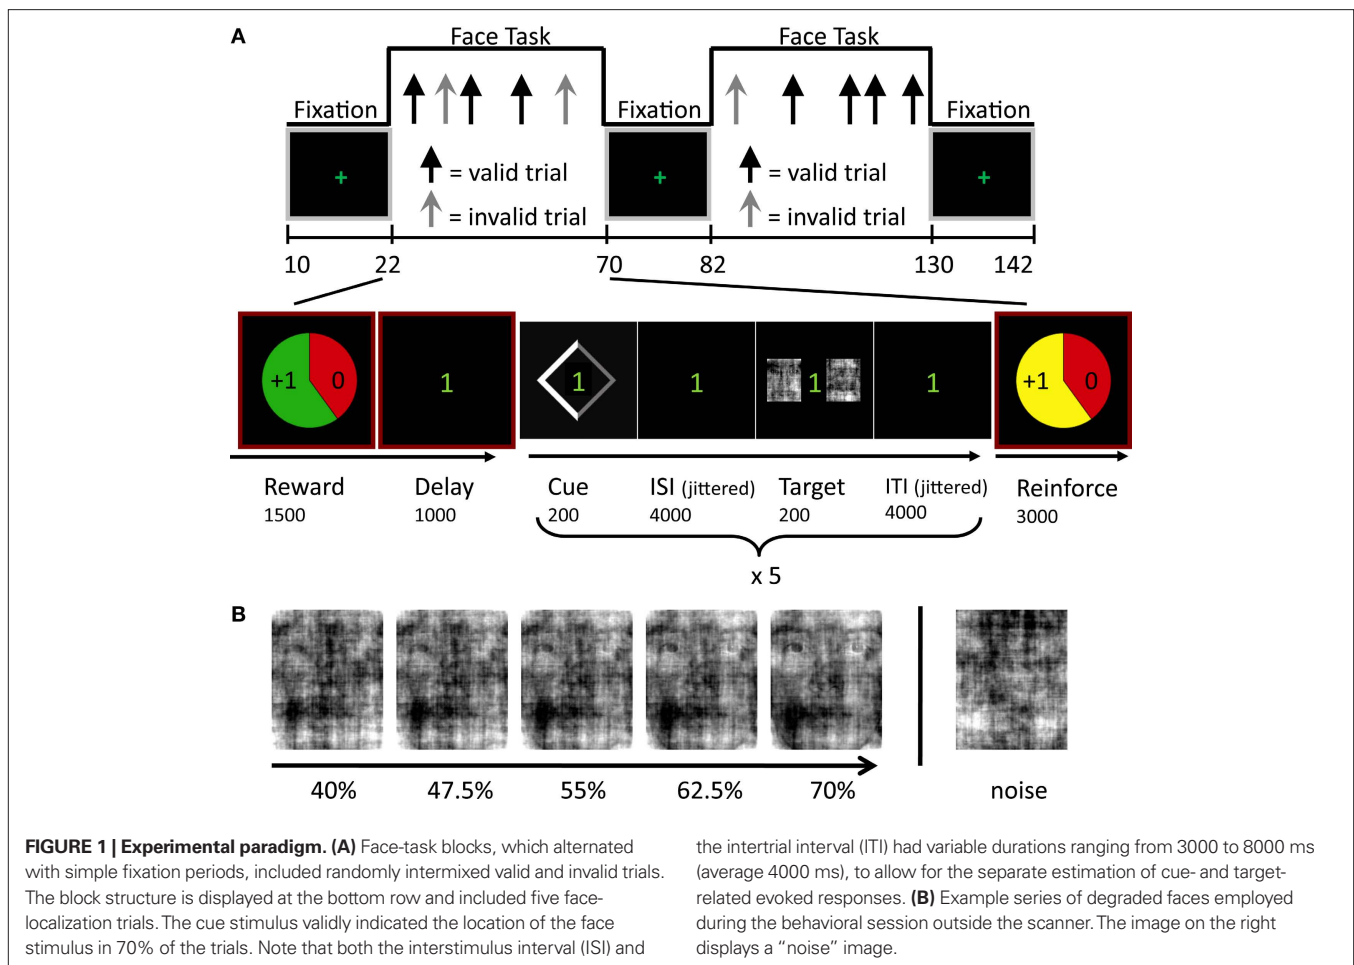 A
Face Task
Face Task
Fixation
Fixation
Fixation
+
+
+
= valid trial
= invalid trial
= valid trial
= invalid trial
10 22 70 82 130 142
+1 0
1
1
1
1
1
+1 0
Reward
1500
Delay
1000
Cue
200
ISI (jittered)
4000
Target
200
ITI (jittered)
4000
Reinforce
3000
x 5
B
40% 47.5% 55% 62.5% 70% noise
FIGURE 1 | Experimental paradigm. (A) Face-task blocks, which alternated
with simple fixation periods, included randomly intermixed valid and invalid trials.
The block structure is displayed at the bottom row and included five face-
localization trials. The cue stimulus validly indicated the location of the face
stimulus in 70% of the trials. Note that both the interstimulus interval (ISI) and
the intertrial interval (ITI) had variable durations ranging from 3000 to 8000 ms
(average 4000 ms), to allow for the separate estimation of cue- and target-
related evoked responses. (B) Example series of degraded faces employed
during the behavioral session outside the scanner. The image on the right
displays a “noise” image.